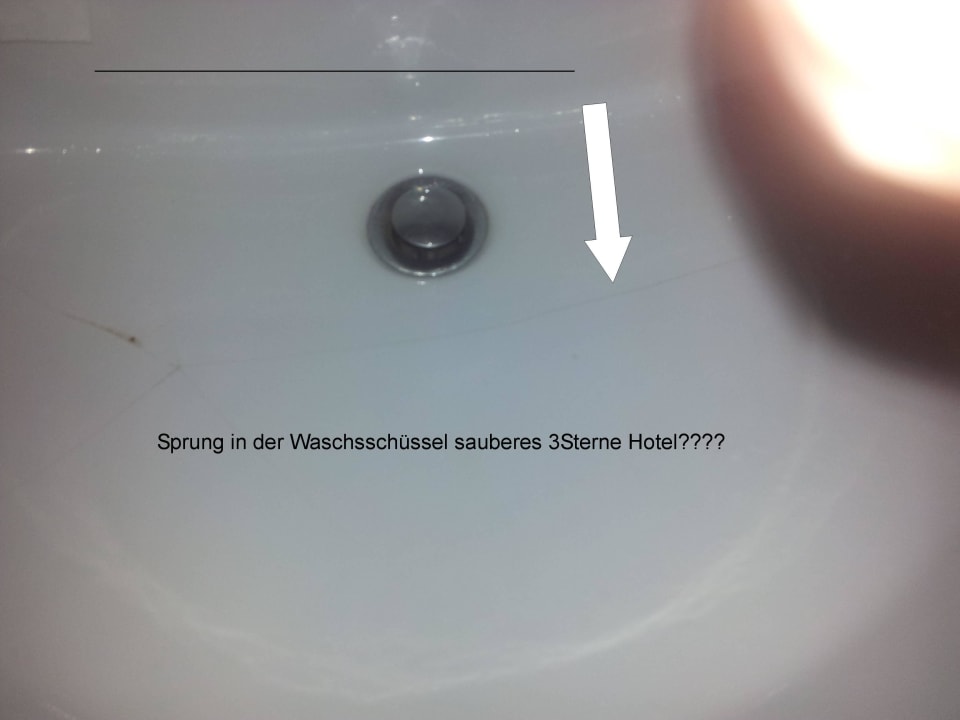 Sprung in der Waschsschüssel sauberes 3Sterne Hotel????